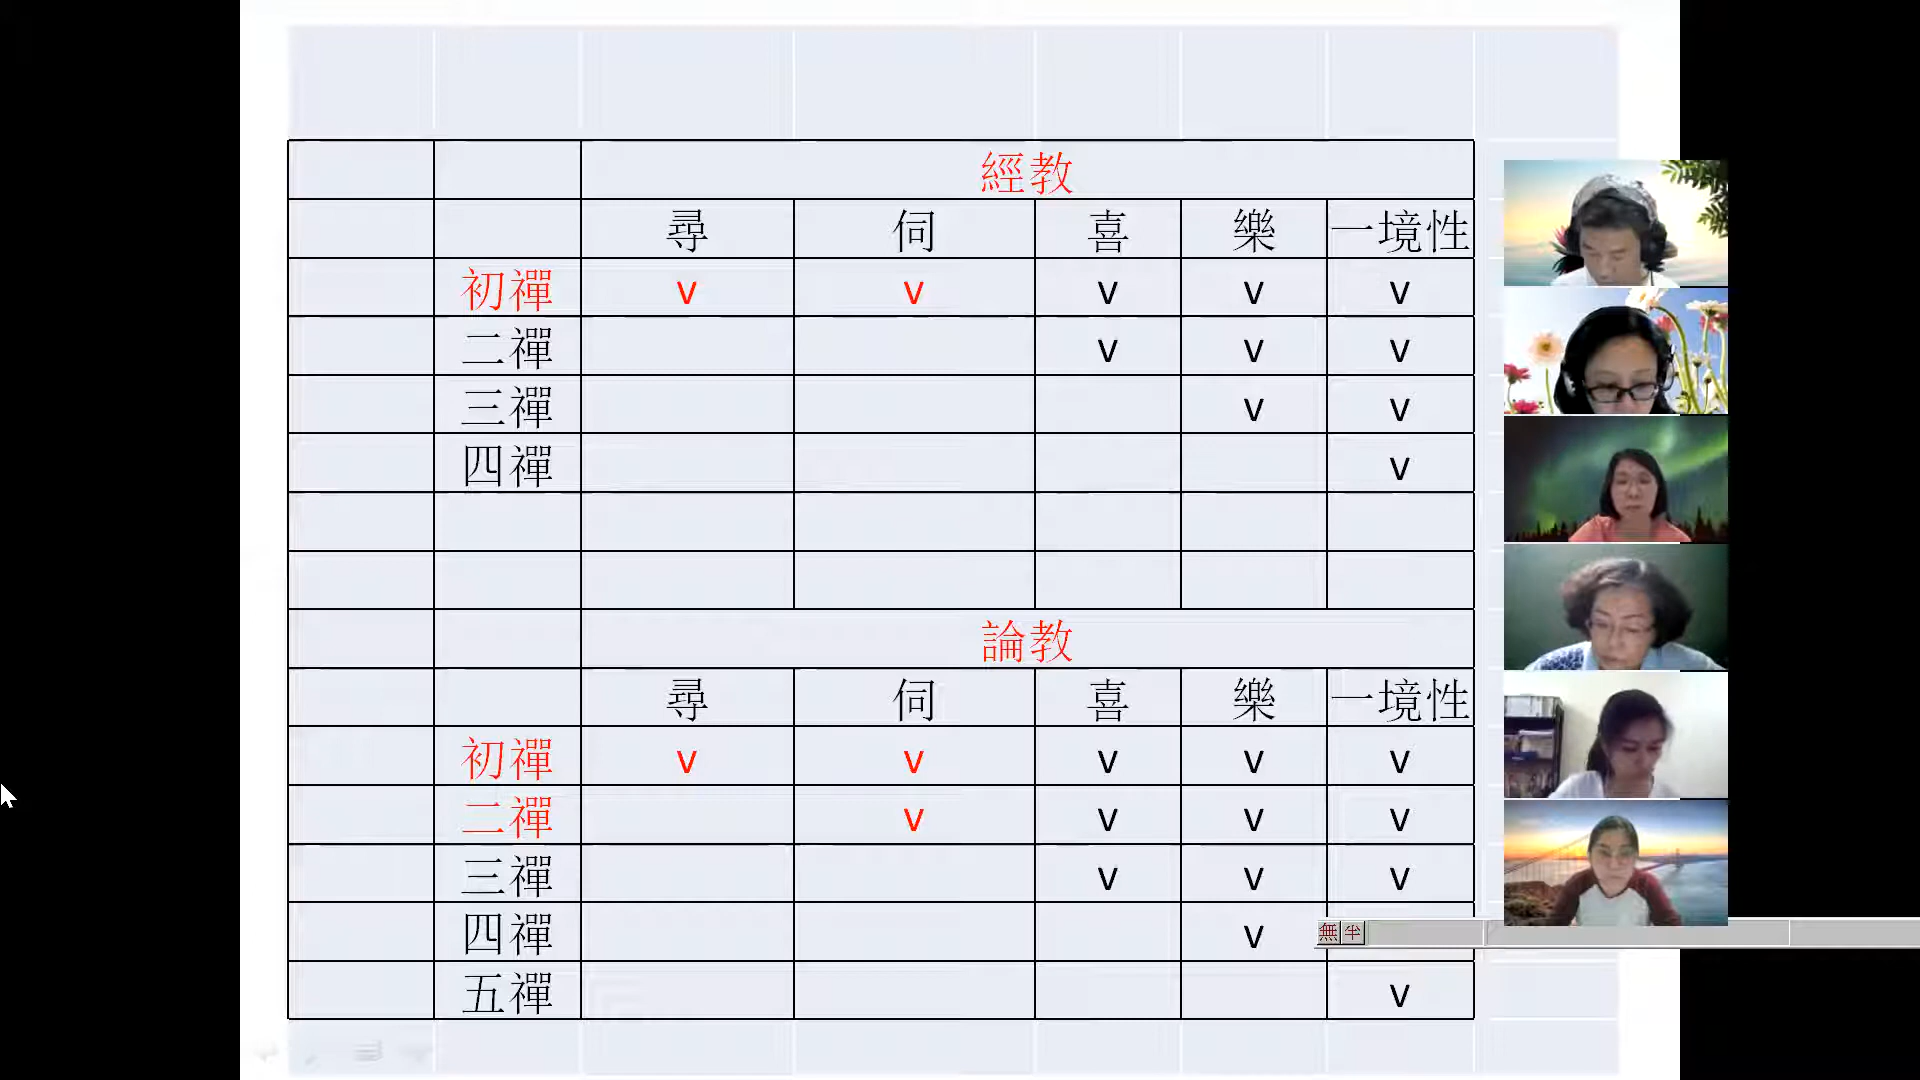 經教
尋 伺 喜 樂 一境性
初禪 v v v v v
二禪 v v v
三禪 v v
四禪 v
論教
尋 伺 喜 樂 一境性
初禪 v v v v v
二禪 v v v v
三禪 v v v
四禪 v
無 半
五禪 v